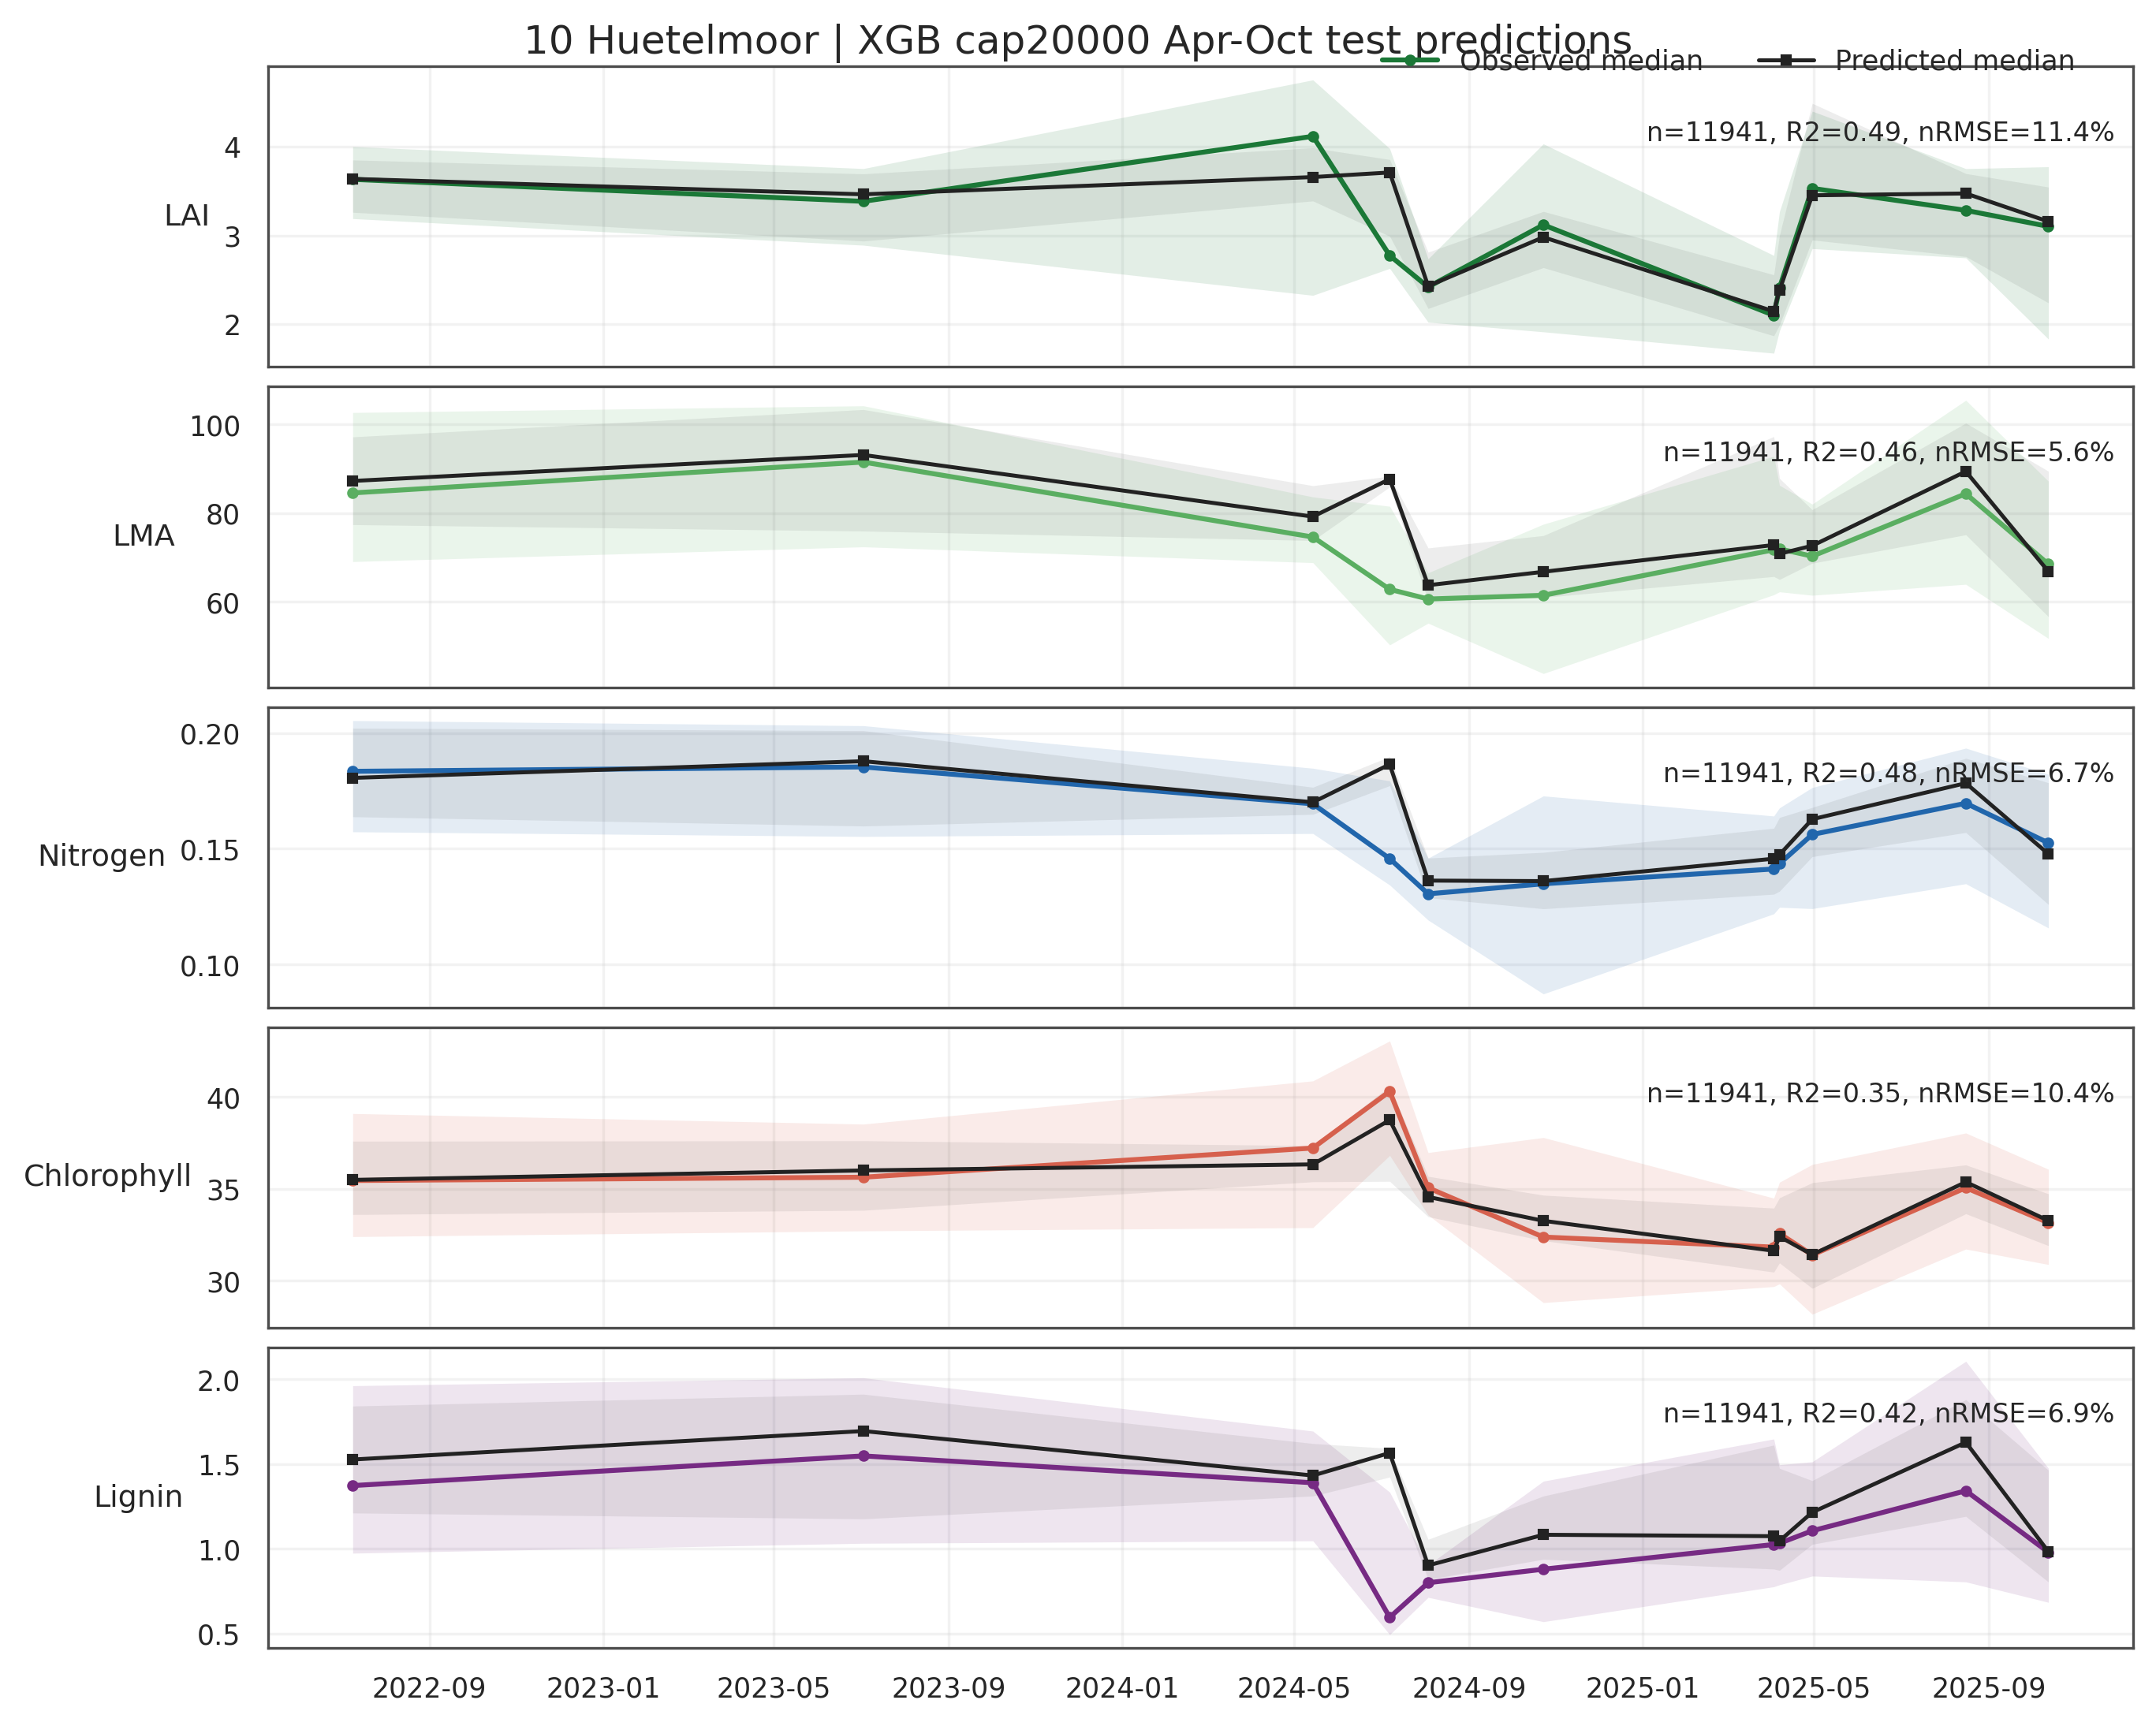 10 Huetelmoor | XGB cap20000 Apr-Oct test predictions
Observed median
Predicted median
n=11941, R2=0.49, nRMSE=11.4%
4
LAI
3
2
100
n=11941, R2=0.46, nRMSE=5.6%
80
LMA
60
0.20
n=11941, R2=0.48, nRMSE=6.7%
Nitrogen
0.15
0.10
n=11941, R2=0.35, nRMSE=10.4%
40
Chlorophyll
35
30
2.0
n=11941, R2=0.42, nRMSE=6.9%
1.5
Lignin
1.0
0.5
2022-09 2023-01 2023-05 2023-09 2024-01 2024-05 2024-09 2025-01 2025-05 2025-09